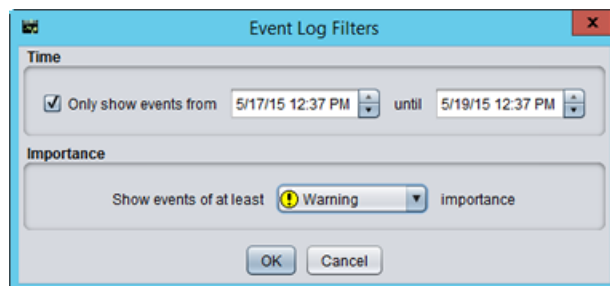 Event Log Filters
Time
Only show events from 5/17/15 12:37 PM until 5/19/15 12:37 PM
Importance
Show events of at least Warning importance
OK Cancel